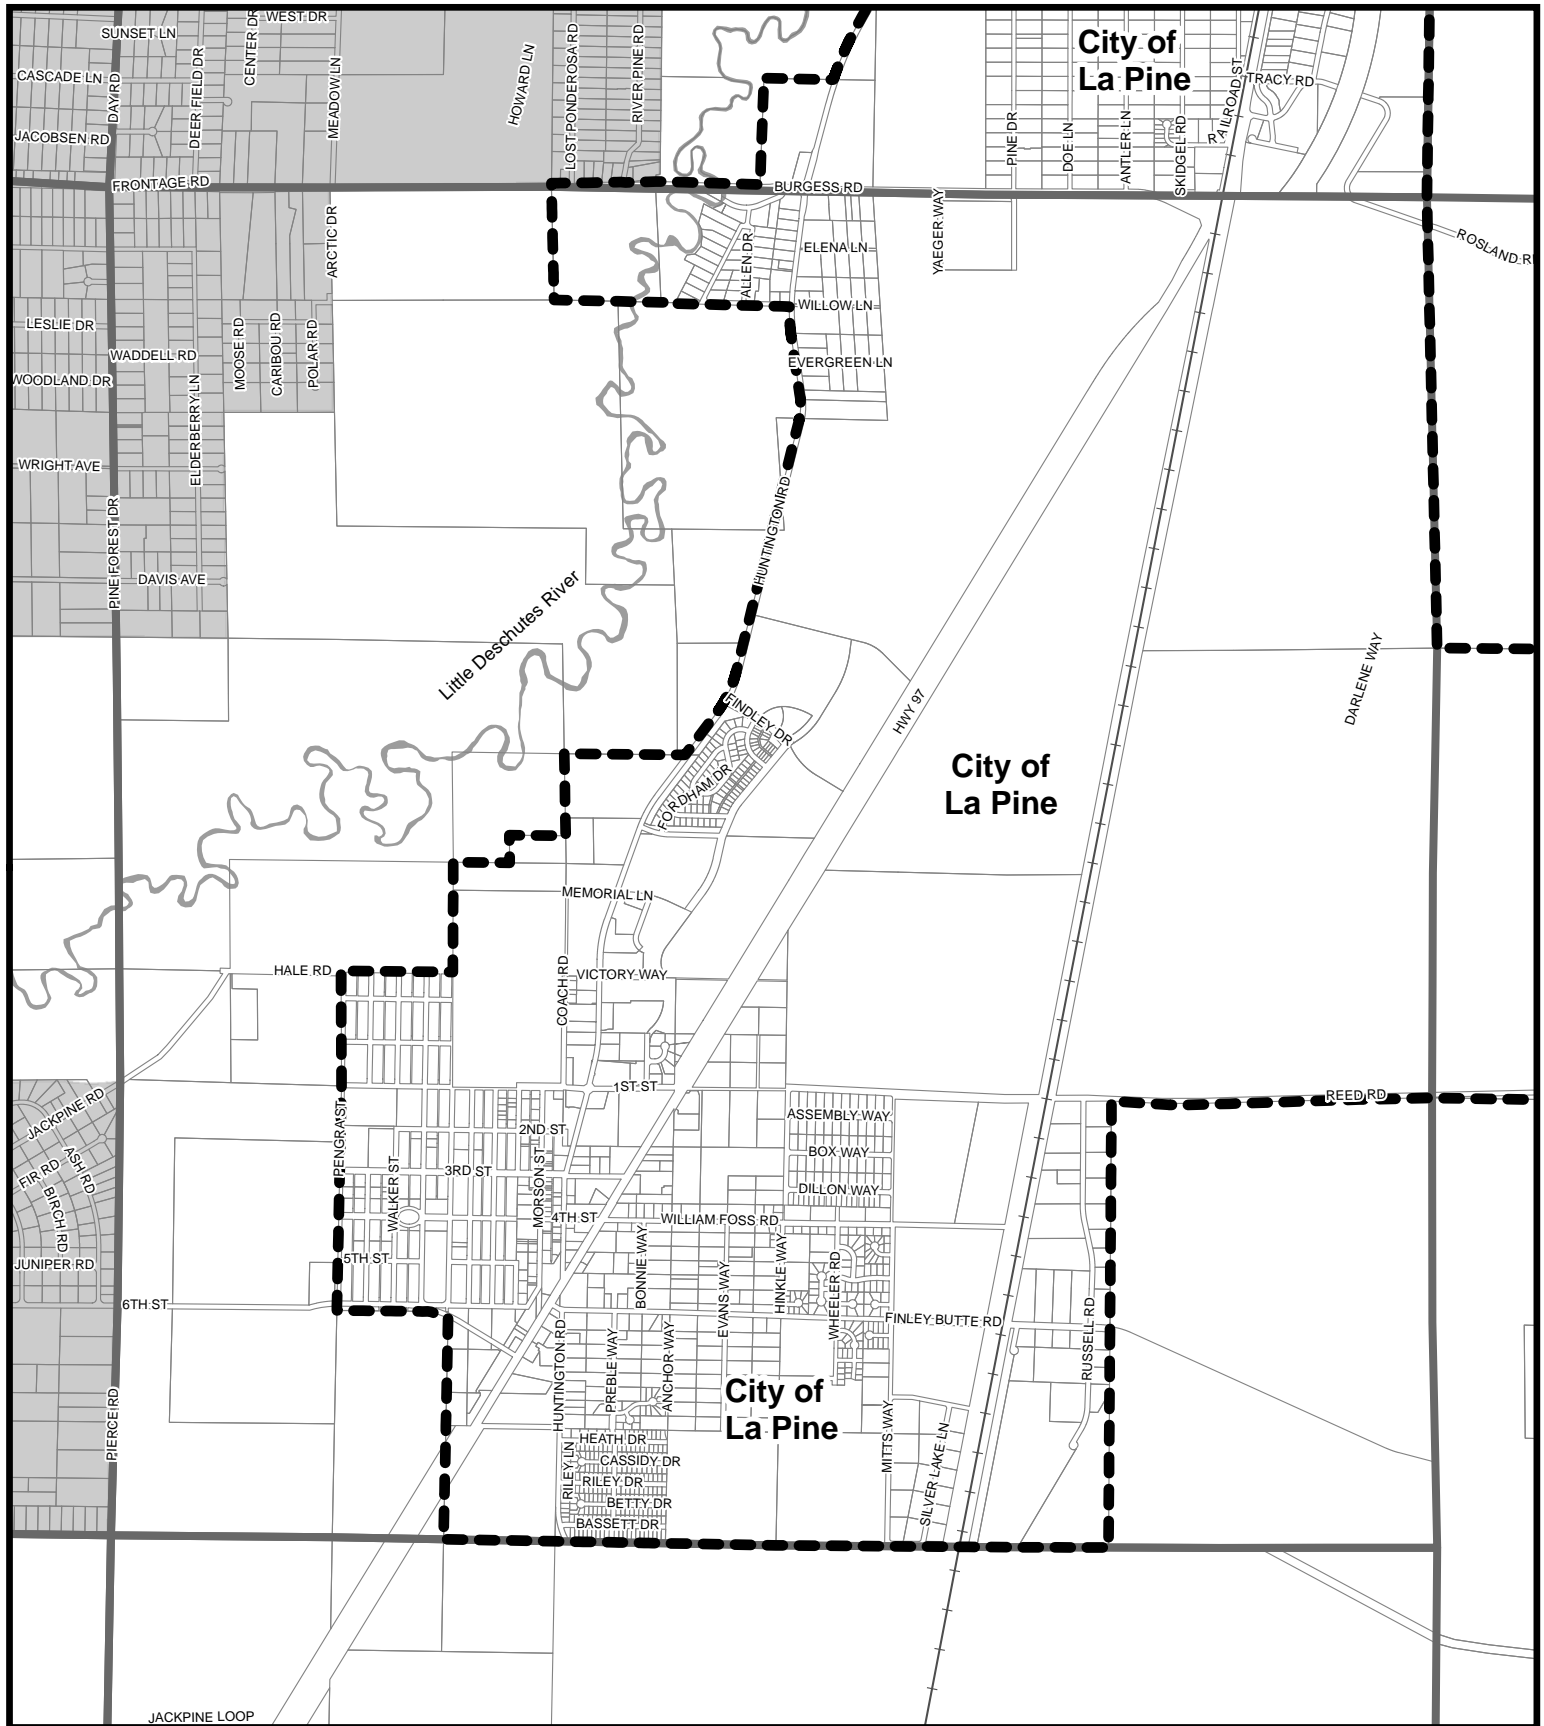 WEST DR
SUNSET LN
CENTER DR
CASCADE LN
DAY RD
DEER FIELD DR
MEADOW LN
HOWARD LN
LOST PONDEROSA RD
RIVER PINE RD
City of
La Pine
TRACY RD
RAILROAD ST
JACOBSEN RD
PINE DR
DOE LN
ANTLER LN
SKIDGEL RD
FRONTAGE RD
BURGESS RD
ARCTIC DR
ALLEN DR
ELENA LN
YAEGER WAY
ROSLAND R
WILLOW LN
LESLIE DR
WADDELL RD
MOOSE RD
CARIBOU RD
POLAR RD
EVERGREEN LN
WOODLAND DR
ELDERBERRY LN
WRIGHT AVE
PINE FOREST DR
HUNTINGTON RD
DAVIS AVE
Little Deschutes River
DARLENE WAY
FINDLEY DR
HWY 97
FORDHAM DR
City of
La Pine
MEMORIAL LN
HALE RD
COACH RD
VICTORY WAY
1ST ST
REED RD
JACKPINE RD
PENGRA ST
ASSEMBLY WAY
2ND ST
FIR RD
ASH RD
BIRCH RD
WALKER ST
3RD ST
MORSON ST
BOX WAY
DILLON WAY
4TH ST
WILLIAM FOSS RD
JUNIPER RD
5TH ST
BONNIE WAY
EVANS WAY
HINKLE WAY
WHEELER RD
6TH ST
FINLEY BUTTE RD
RUSSELL RD
HUNTINGTON RD
PREBLE WAY
ANCHOR WAY
PIERCE RD
City of
La Pine
MITTS WAY
SILVER LAKE LN
HEATH DR
CASSIDY DR
RILEY LN
RILEY DR
BETTY DR
BASSETT DR
JACKPINE LOOP